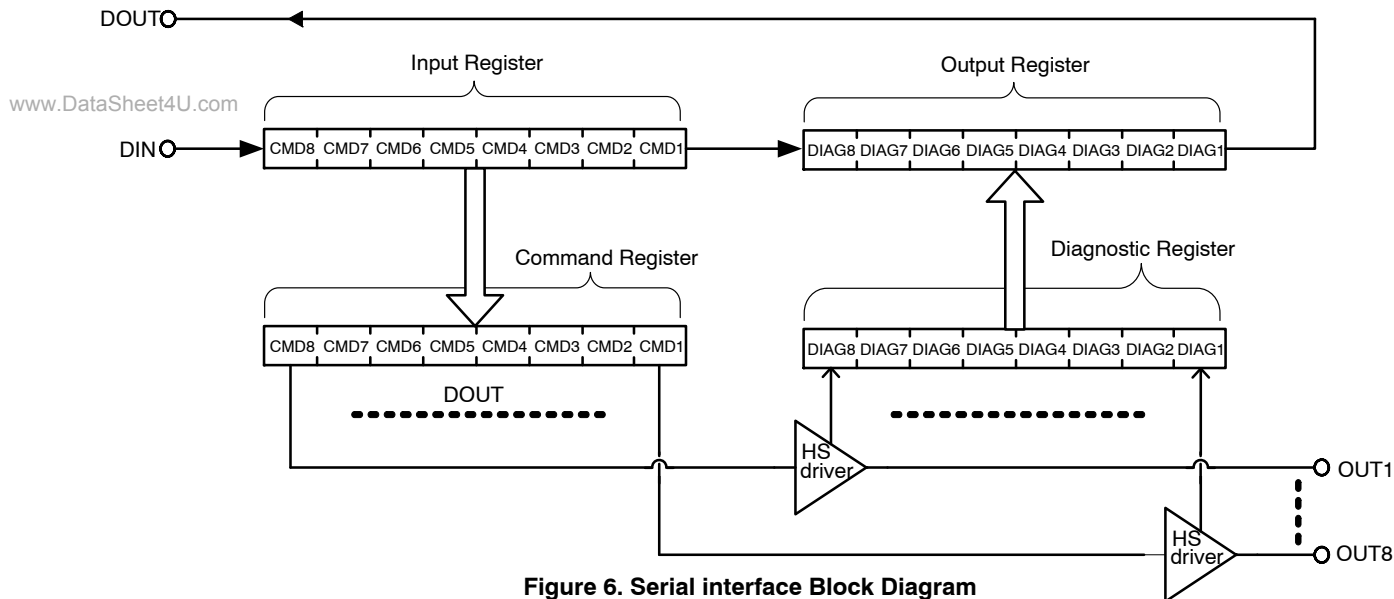 DOUT
Input Register
Output Register
www.DataSheet4U.com
DIN
CMD8 CMD7 CMD6 CMD5 CMD4 CMD3 CMD2 CMD1
DIAG8 DIAG7 DIAG6 DIAG5 DIAG4 DIAG3 DIAG2 DIAG1
Command Register
Diagnostic Register
CMD8 CMD7 CMD6 CMD5 CMD4 CMD3 CMD2 CMD1
DIAG8 DIAG7 DIAG6 DIAG5 DIAG4 DIAG3 DIAG2 DIAG1
DOUT
HS
driver
OUT1
HS
driver
OUT8
Figure 6. Serial interface Block Diagram